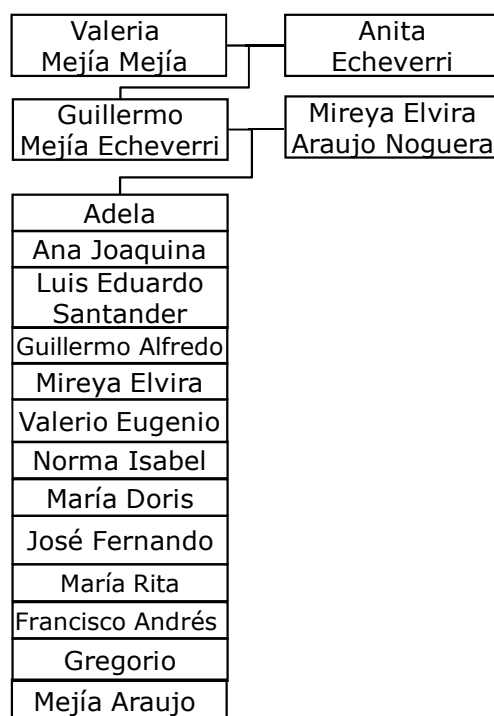 Valeria
Mejía Mejía
Anita
Echeverri
Guillermo
Mejía Echeverri
Mireya Elvira
Araujo Noguera
Adela
Ana Joaquina
Luis Eduardo
Santander
Guillermo Alfredo
Mireya Elvira
Valerio Eugenio
Norma Isabel
María Doris
José Fernando
María Rita
Francisco Andrés
Gregorio
Mejía Araujo